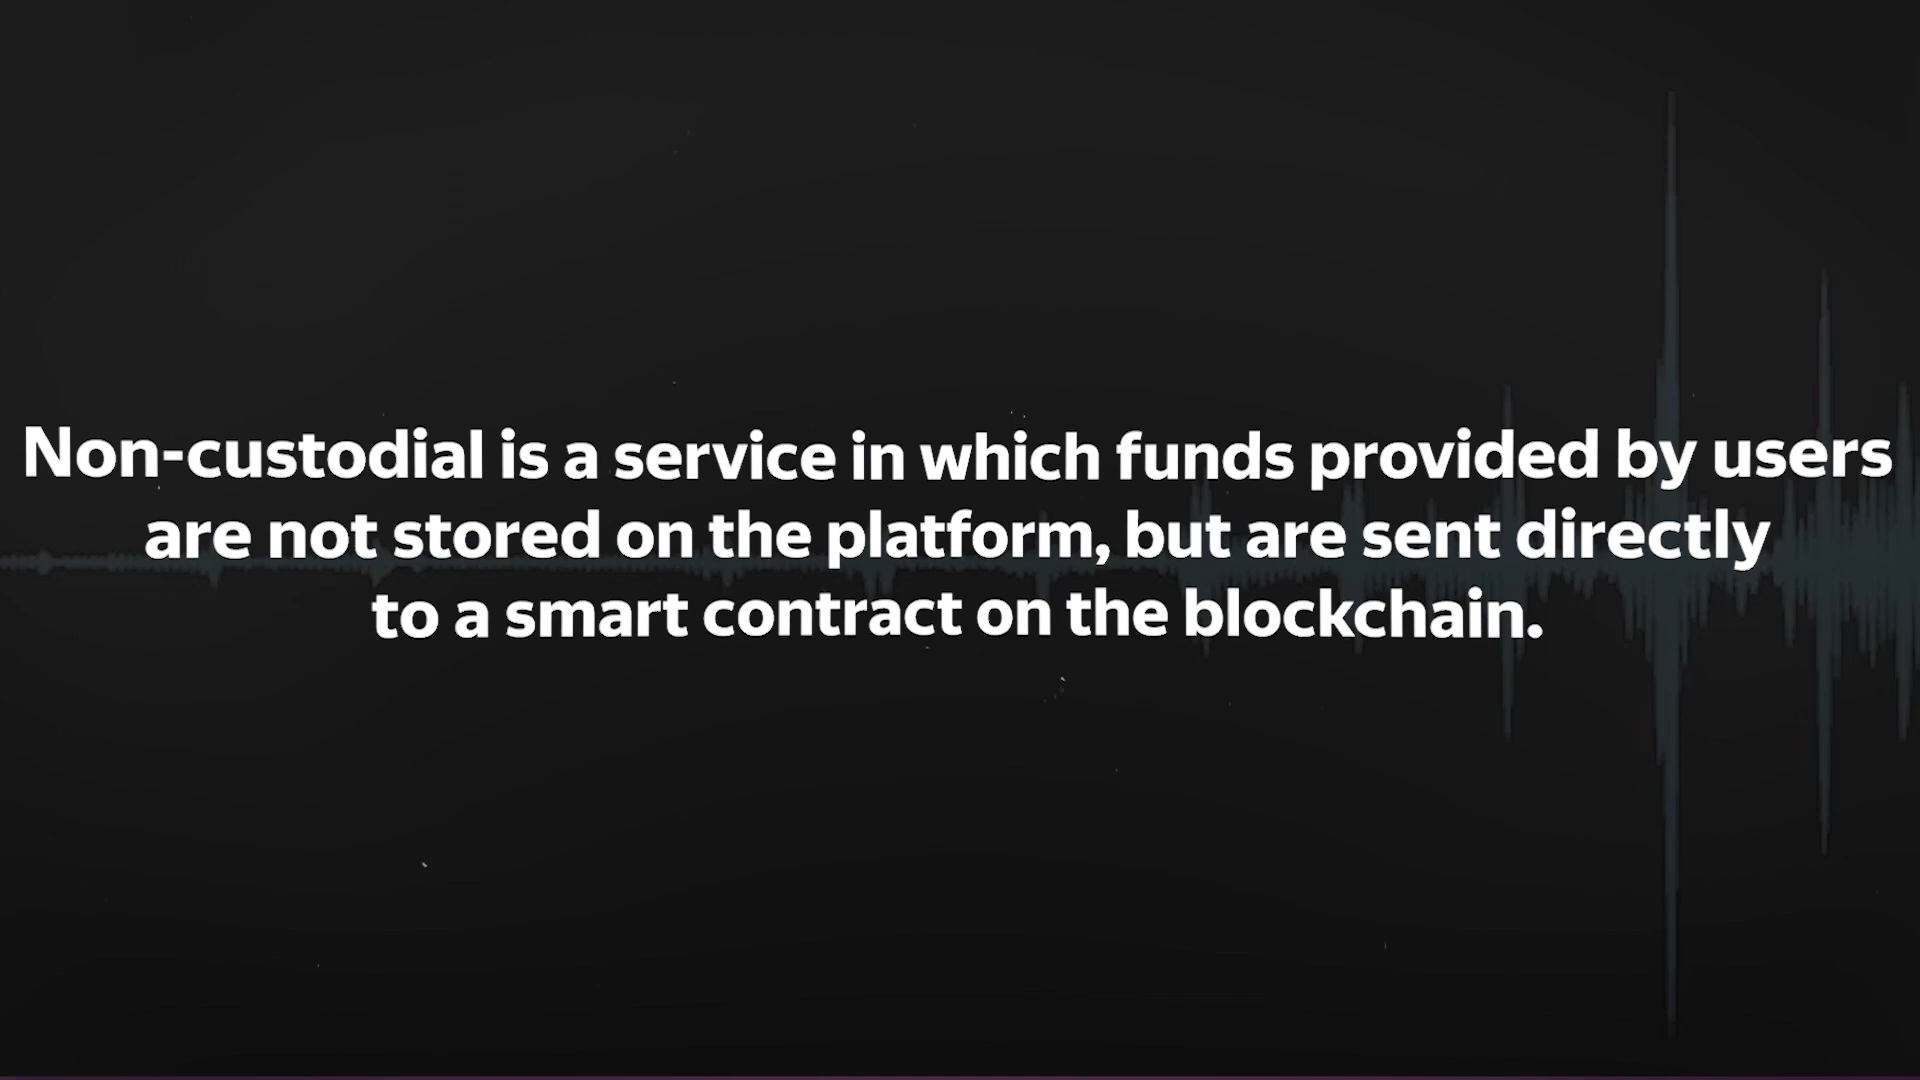 Non-custodial is a service in which funds provided by users
are not stored on the platform, but are sent directly
to a smart contract on the blockchain.